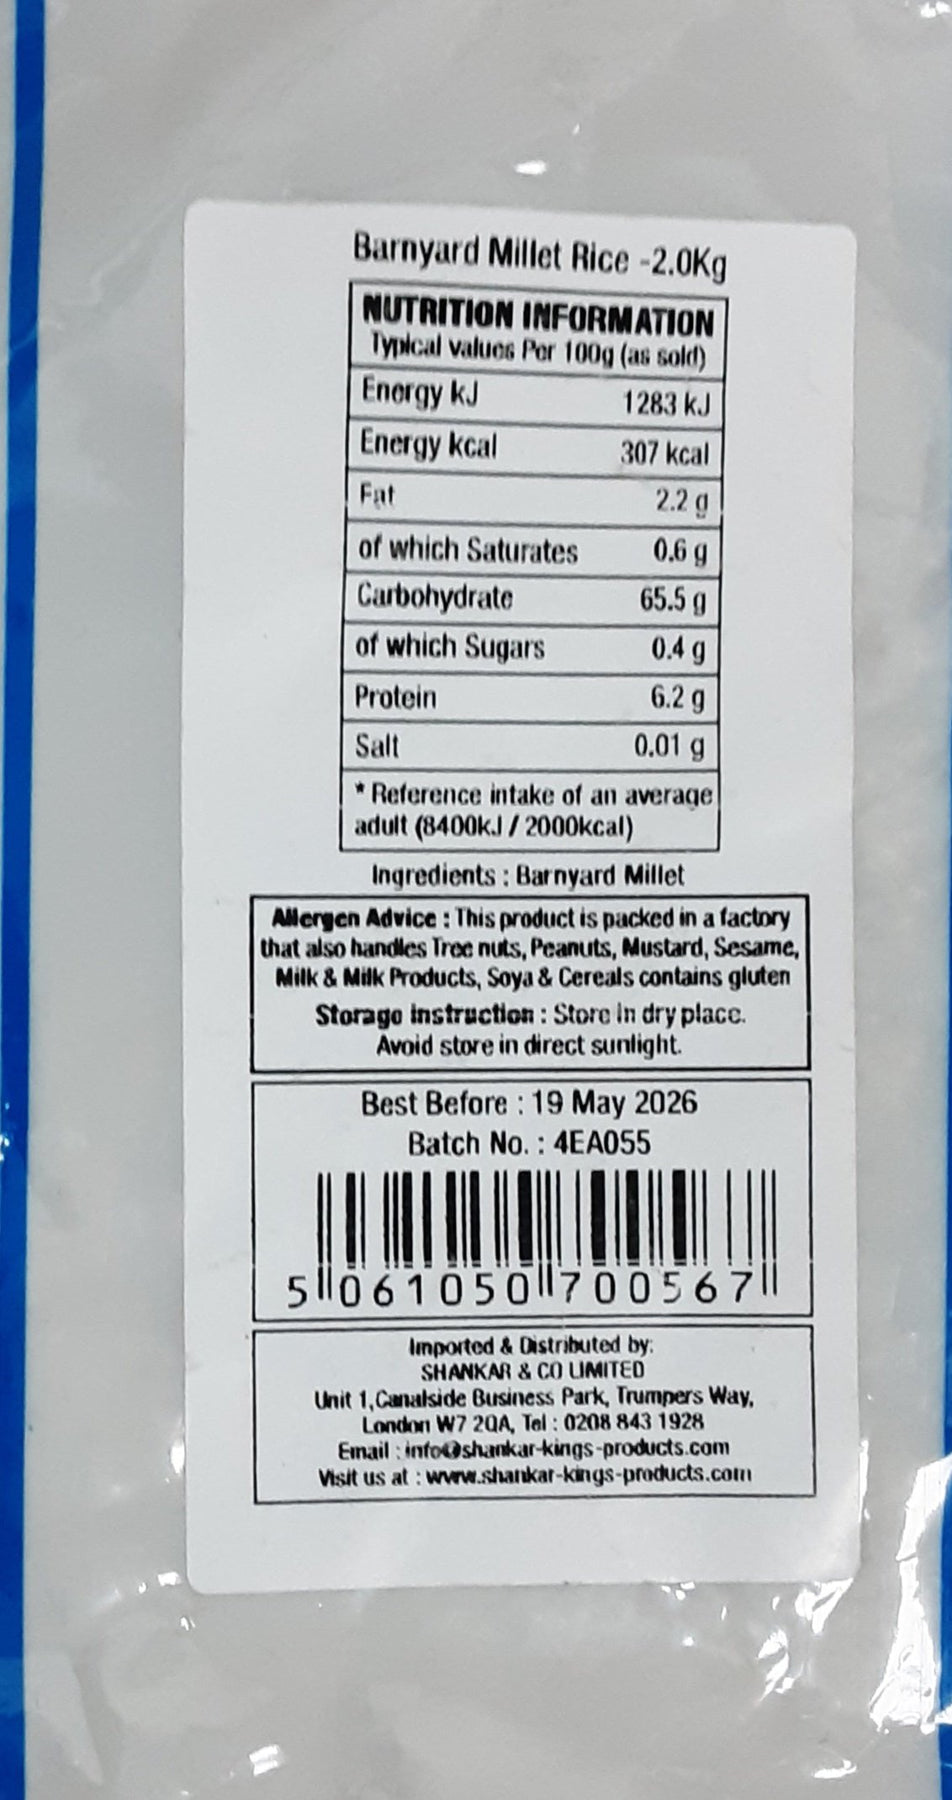 Barnyard Millet Rice -2.0Kg
NUTRITION INFORMATION
Typical values Per 100g (as sold)
Energy kJ 1283 kJ
Energy kcal 307 kcal
Fat 2.2 g
of which Saturates 0.6 g
Carbohydrate 65.5 g
of which Sugars 0.4 g
Protein 6.2 g
Salt 0.01 g
* Reference intake of an average
adult (8400kJ / 2000kcal)
Ingredients : Barnyard Millet
Allergen Advice : This product is packed in a factory
that also handles Tree nuts, Peanuts, Mustard, Sesame,
Milk & Milk Products, Soya & Cereals contains gluten
Storage instruction : Store in dry place.
Avoid store in direct sunlight.
Best Before : 19 May 2026
Batch No. : 4EA055
5 061050 700567
Imported & Distributed by:
SHANKAR & CO LIMITED
Unit 1,Canalside Business Park, Trumpers Way,
London W7 2QA, Tel : 0208 843 1928
Email : info@shankar-kings-products.com
Visit us at : www.shankar-kings-products.com